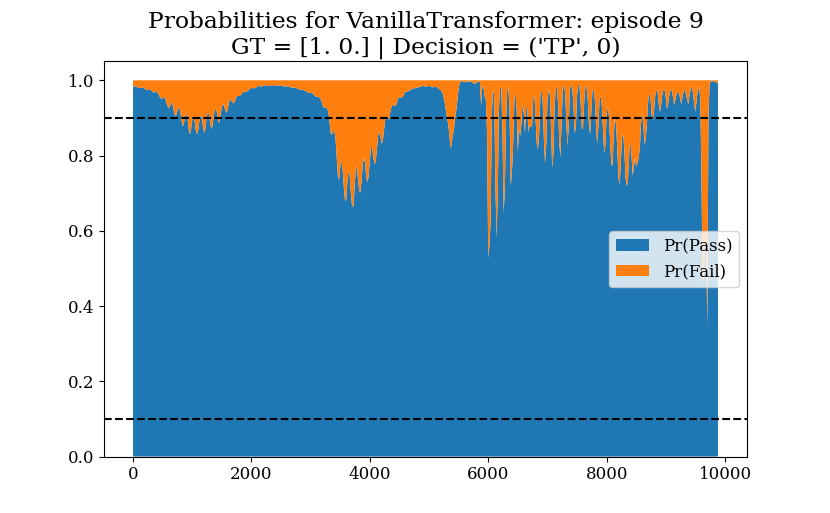 Probabilities for VanillaTransformer: episode 9
GT = [1. 0.] | Decision = ('TP', 0)
1.0
0.8
0.6
0.4
0.2
0.0
Pr(Pass)
Pr(Fail)
0 2000 4000 6000 8000 10000